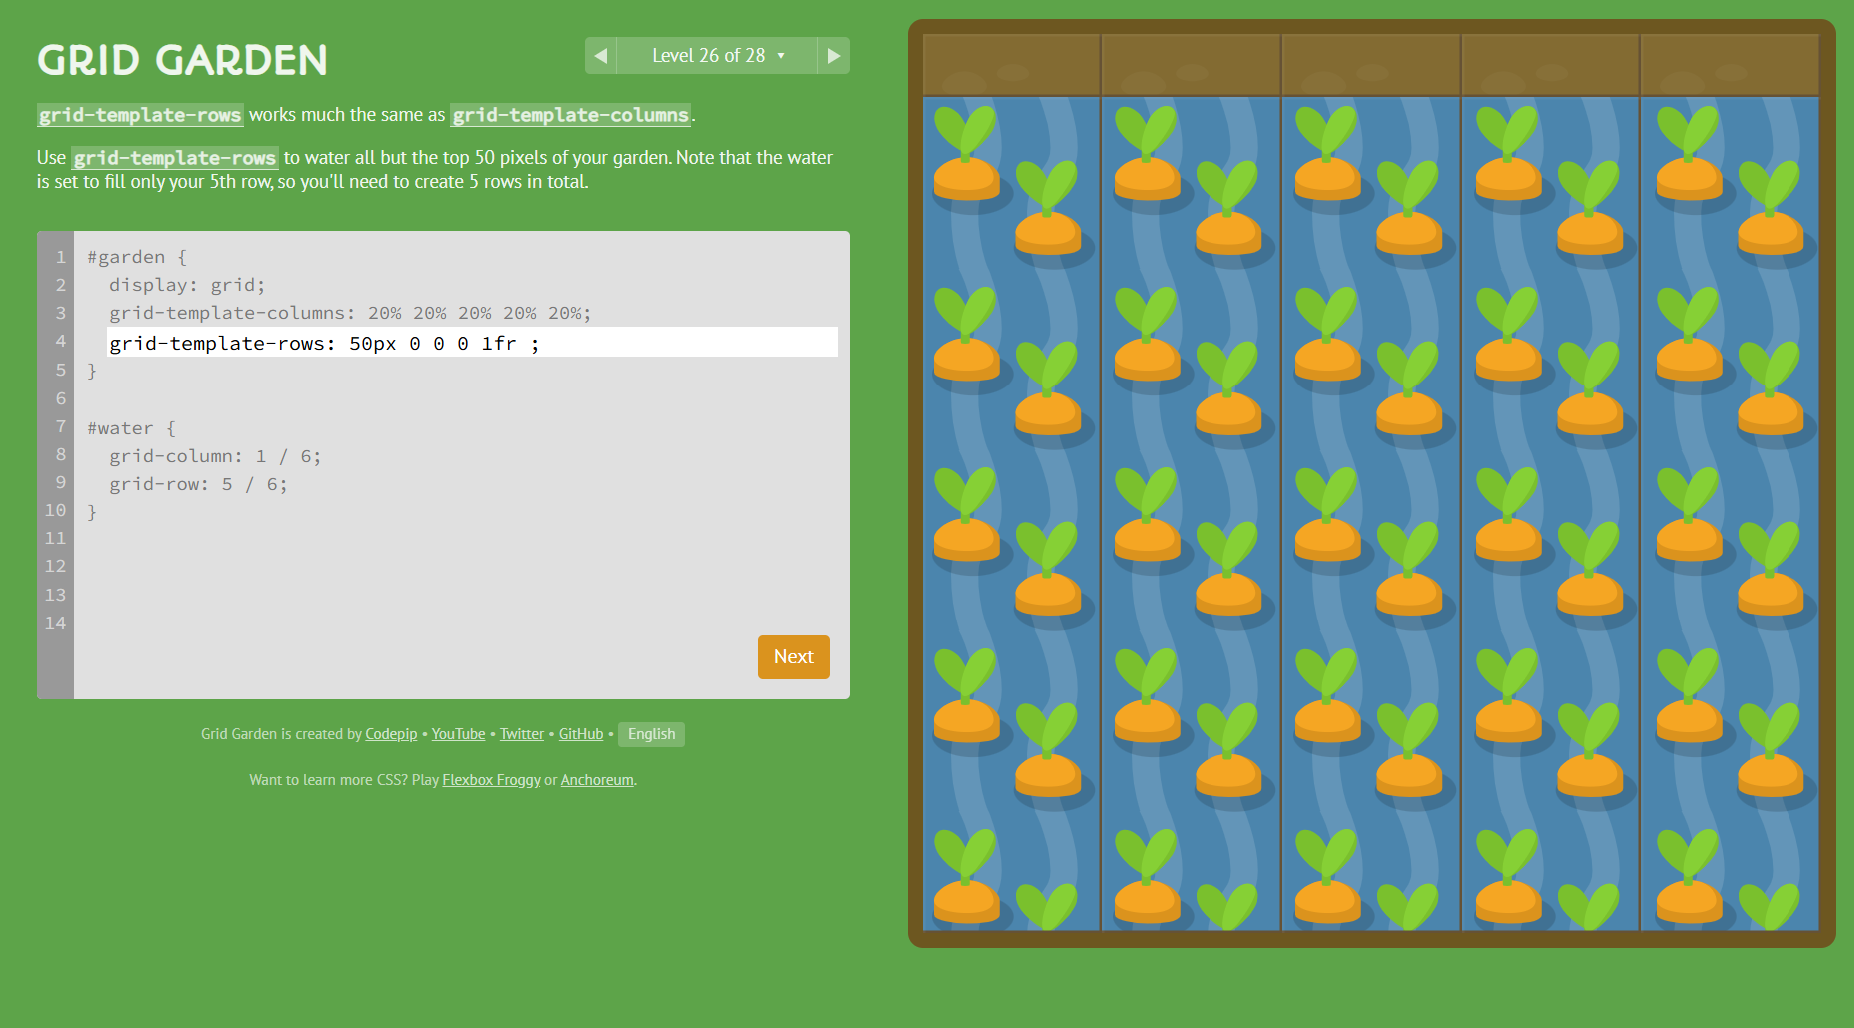 GRID GARDEN
◀ Level 26 of 28 ▾ ▶
grid-template-rows works much the same as grid-template-columns.
Use grid-template-rows to water all but the top 50 pixels of your garden. Note that the water
is set to fill only your 5th row, so you'll need to create 5 rows in total.
1 #garden {
2 display: grid;
3 grid-template-columns: 20% 20% 20% 20% 20%;
4 grid-template-rows: 50px 0 0 0 1fr ;
5 }
6
7 #water {
8 grid-column: 1 / 6;
9 grid-row: 5 / 6;
10 }
11
12
13
14
Next
Grid Garden is created by Codepip • YouTube • Twitter • GitHub • English
Want to learn more CSS? Play Flexbox Froggy or Anchoreum.